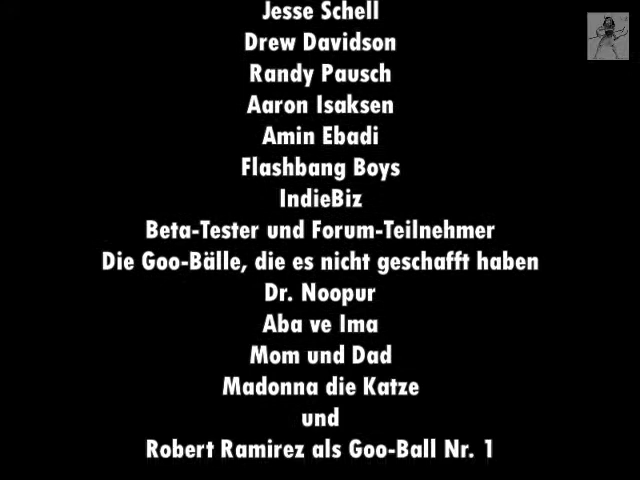 Jesse Schell
Drew Davidson
Randy Pausch
Aaron Isaksen
Amin Ebadi
Flashbang Boys
IndieBiz
Beta-Tester und Forum-Teilnehmer
Die Goo-Bälle, die es nicht geschafft haben
Dr. Noopur
Aba ve Ima
Mom und Dad
Madonna die Katze
und
Robert Ramirez als Goo-Ball Nr. 1